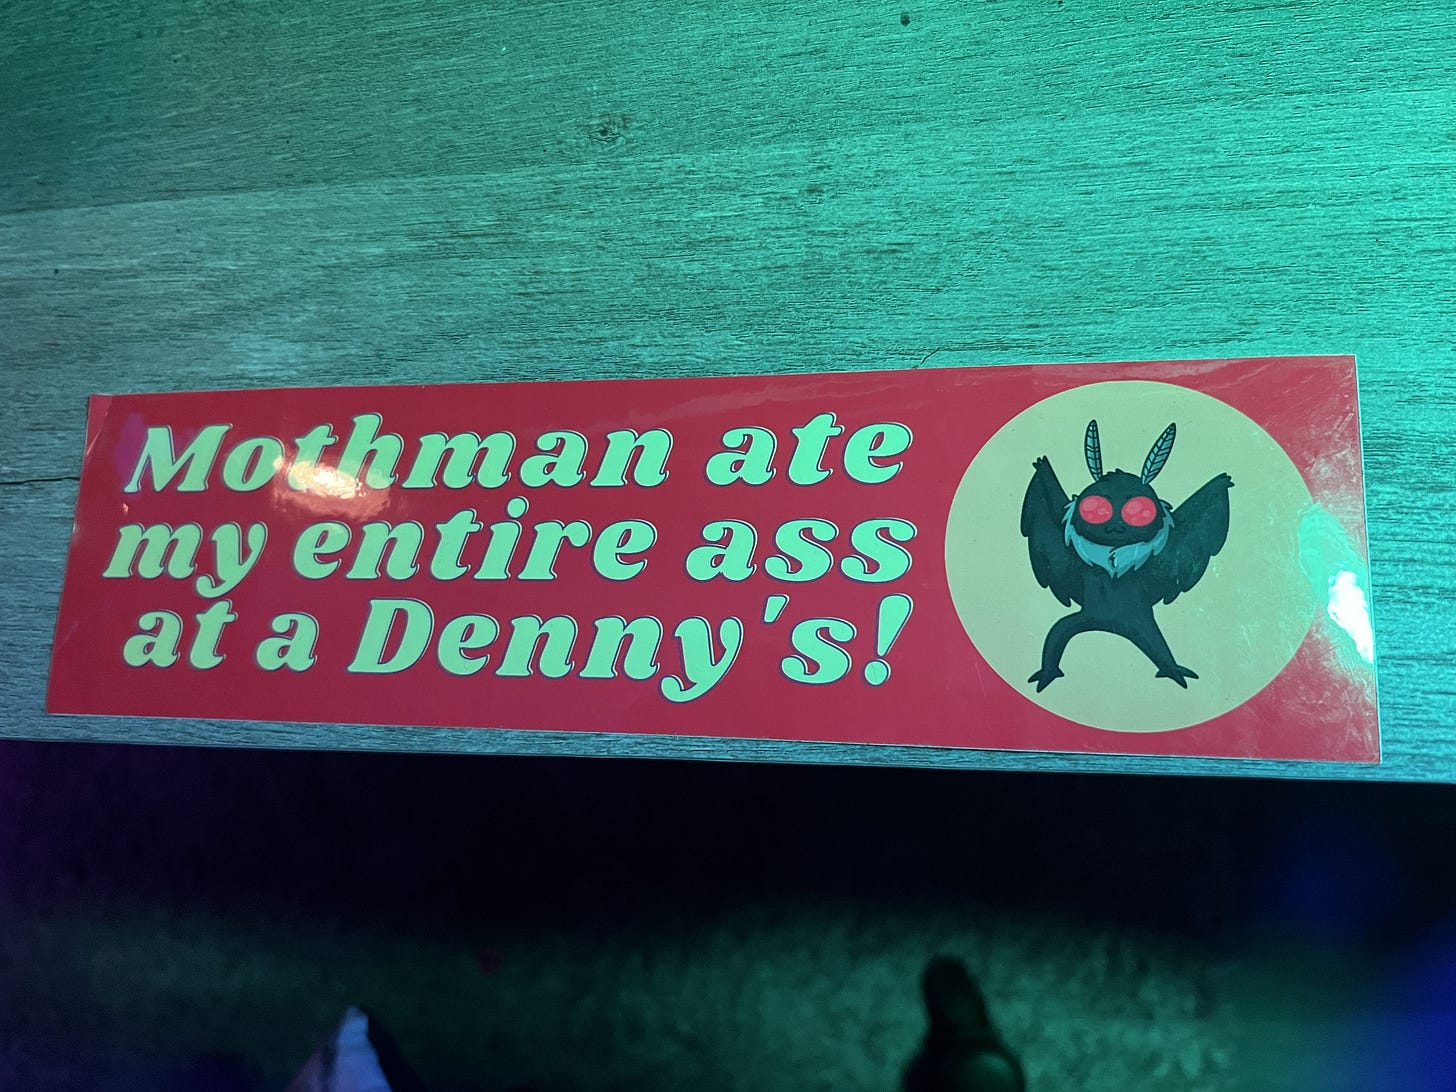 Mothman ate
my entire ass
at a Denny's!